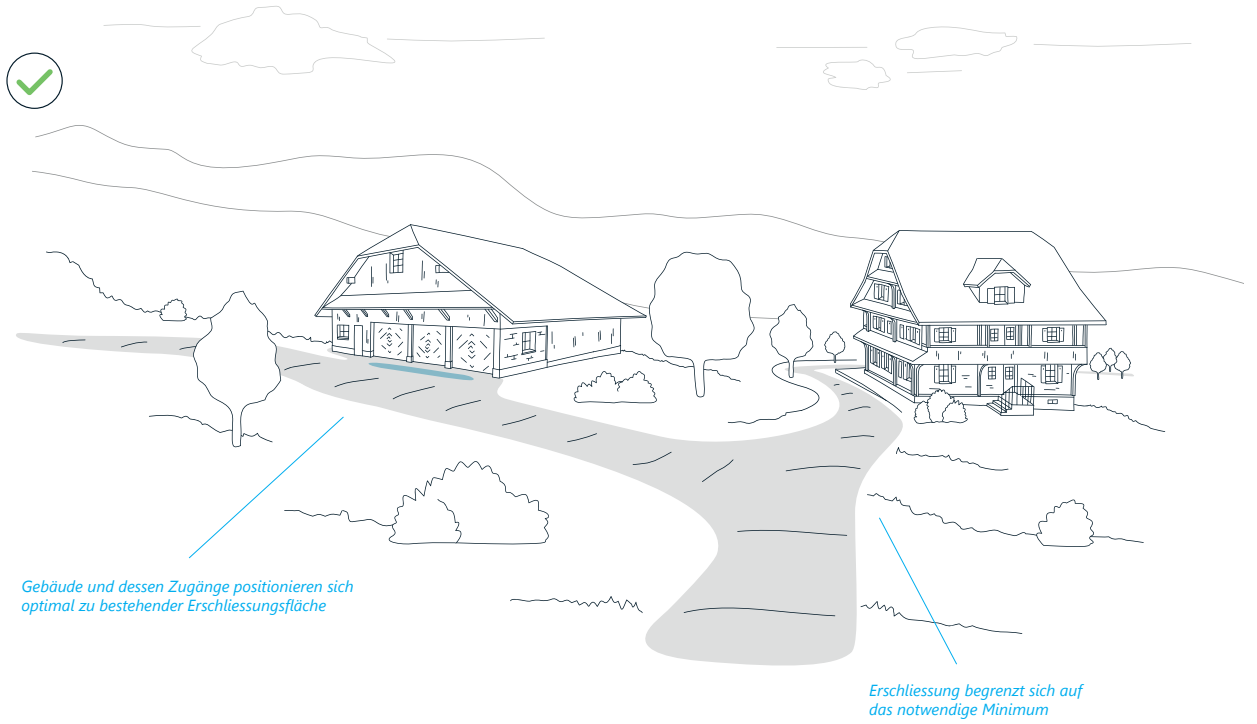 Gebäude und dessen Zugänge positionieren sich
optimal zu bestehender Erschliessungsfläche
Erschliessung begrenzt sich auf
das notwendige Minimum